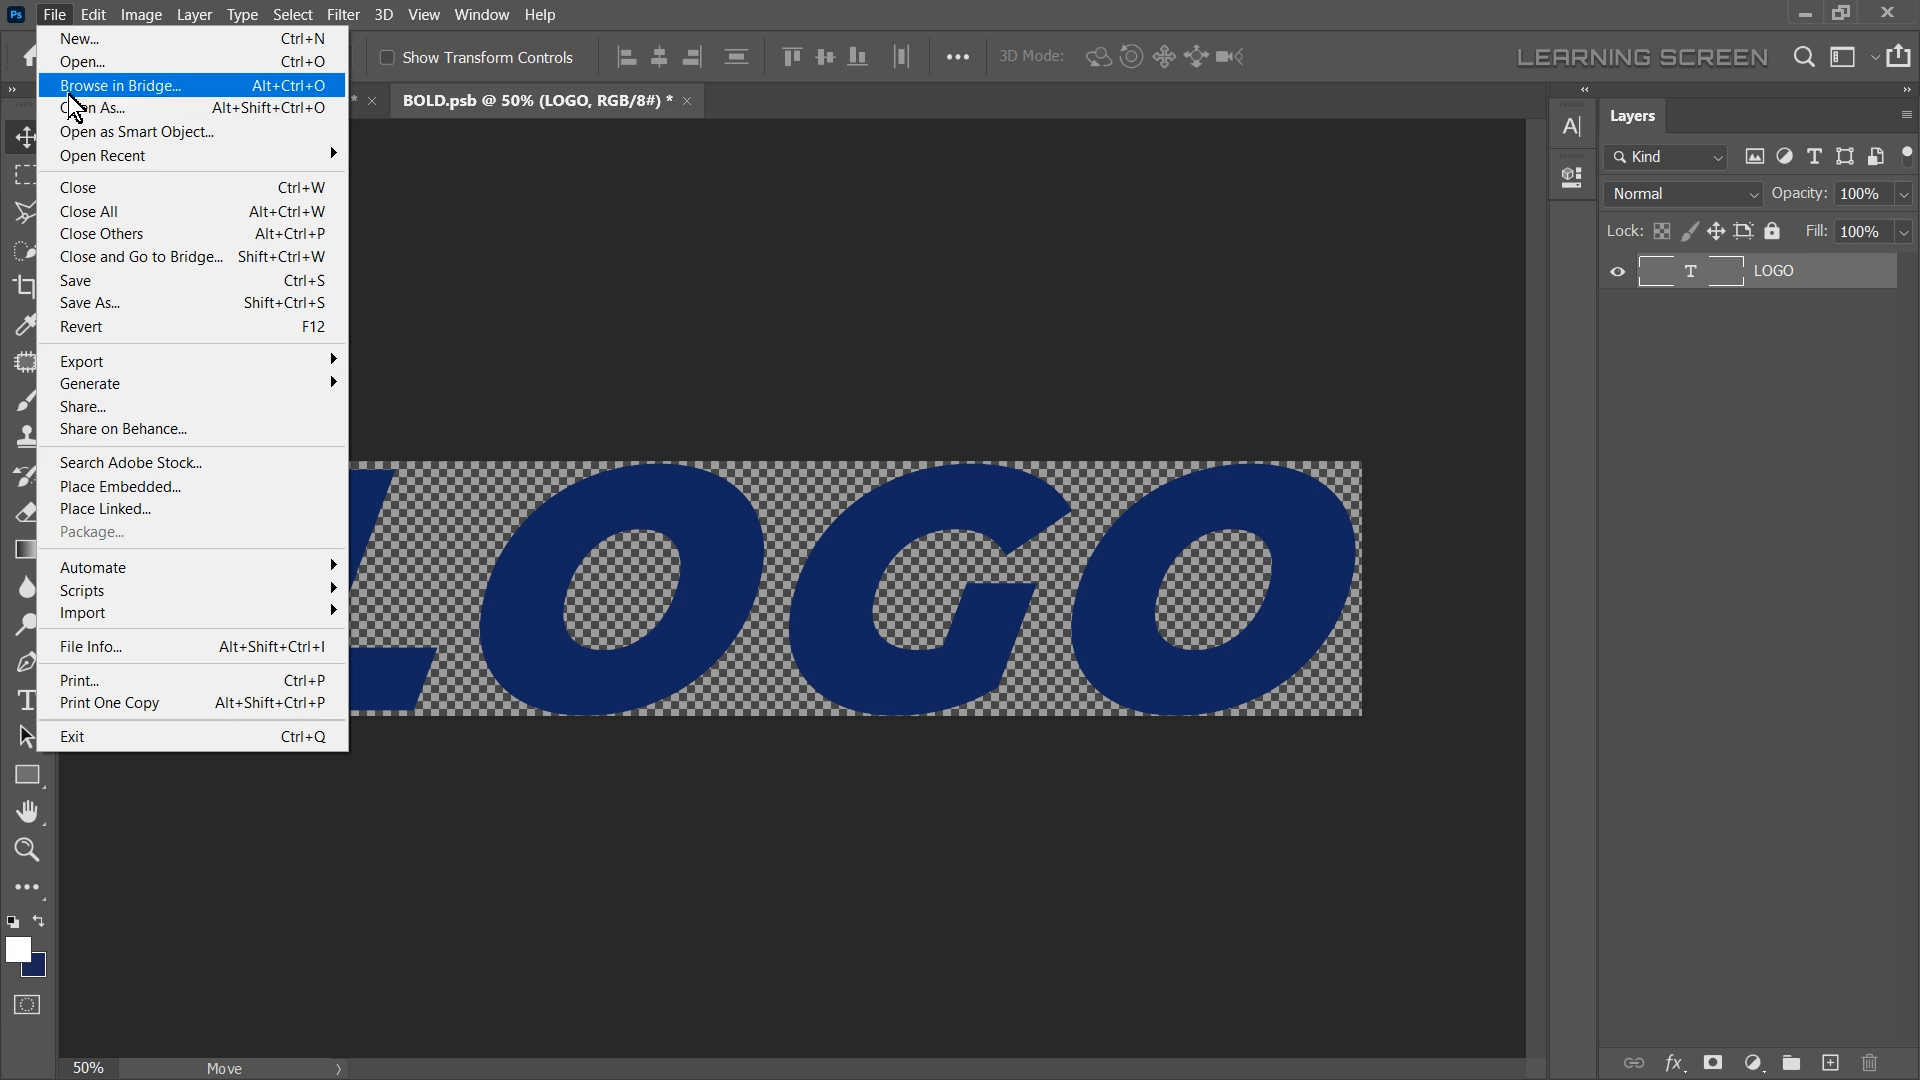 Ps File Edit Image Layer Type Select Filter 3D View Window Help
Show Transform Controls 3D Mode: LEARNING SCREEN
BOLD.psb @ 50% (LOGO, RGB/8#) *
New... Ctrl+N
Open... Ctrl+O
Browse in Bridge... Alt+Ctrl+O
As... Alt+Shift+Ctrl+O
Open as Smart Object...
Open Recent
Close Ctrl+W
Close All Alt+Ctrl+W
Close Others Alt+Ctrl+P
Close and Go to Bridge... Shift+Ctrl+W
Save Ctrl+S
Save As... Shift+Ctrl+S
Revert F12
Export
Generate
Share...
Share on Behance...
Search Adobe Stock...
Place Embedded...
Place Linked...
Package...
Automate
Scripts
Import
File Info... Alt+Shift+Ctrl+I
Print... Ctrl+P
Print One Copy Alt+Shift+Ctrl+P
Exit Ctrl+Q
LOGO
Layers
Kind
Normal Opacity: 100%
Lock: Fill: 100%
T LOGO
50% Move